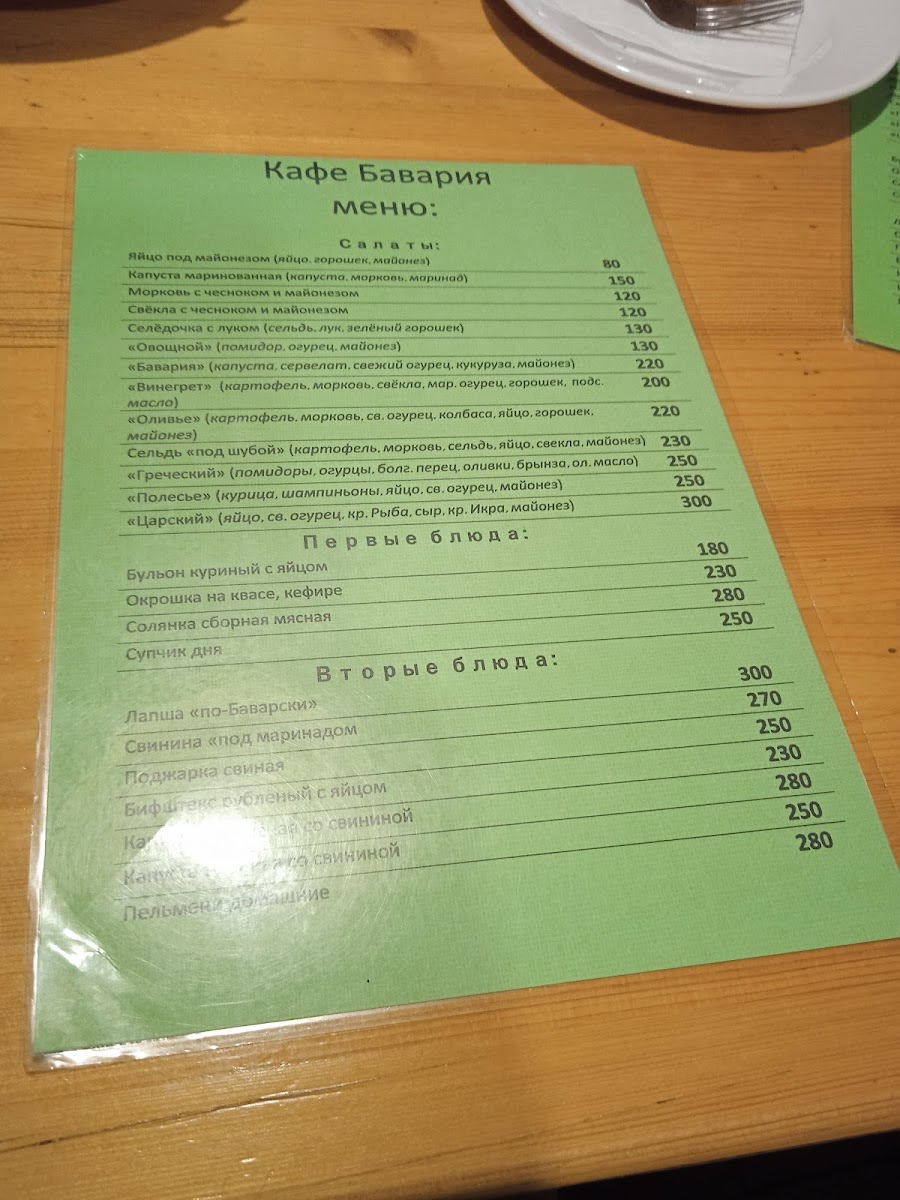 Кафе Бавария
меню:
Салаты:
Яйцо под майонезом (яйцо, горошек, майонез) 80
Капуста маринованная (капуста, морковь, маринад) 150
Морковь с чесноком и майонезом 120
Свёкла с чесноком и майонезом 120
Селёдочка с луком (сельдь, лук, зелёный горошек) 130
«Овощной» (помидор, огурец, майонез) 130
«Бавария» (капуста, сервелат, свежий огурец, кукуруза, майонез) 220
«Винегрет» (картофель, морковь, свёкла, мар. огурец, горошек, подс. 200
масло)
«Оливье» (картофель, морковь, св. огурец, колбаса, яйцо, горошек, 220
майонез)
Сельдь «под шубой» (картофель, морковь, сельдь, яйцо, свекла, майонез) 230
«Греческий» (помидоры, огурцы, болг. перец, оливки, брынза, ол. масло) 250
«Полесье» (курица, шампиньоны, яйцо, св. огурец, майонез) 250
«Царский» (яйцо, св. огурец, кр. Рыба, сыр, кр. Икра, майонез) 300
Первые блюда:
Бульон куриный с яйцом 180
Окрошка на квасе, кефире 230
Солянка сборная мясная 280
Супчик дня 250
Вторые блюда:
Лапша «по-Баварски» 300
Свинина «под маринадом 270
Поджарка свиная 250
Бифштекс рубленый с яйцом 230
со свининой 280
Капуста со свининой 250
Пельмени домашние 280